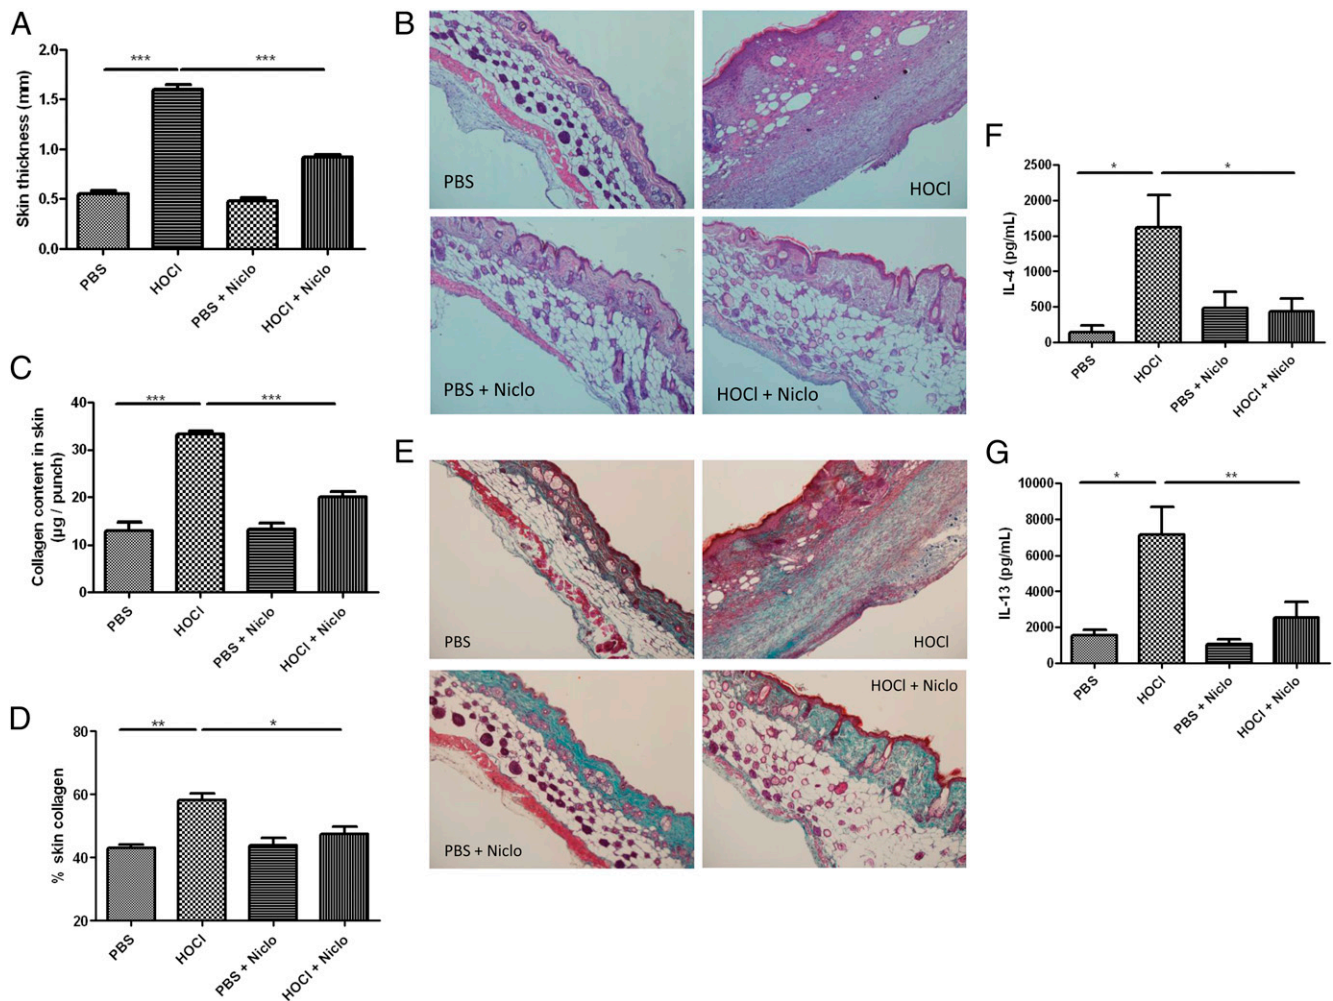 A
Skin thickness (mm)
2.0
1.5
1.0
0.5
0.0
***
***
PBS
HOCl
PBS + Niclo
HOCl + Niclo
B
PBS
HOCl
PBS + Niclo
HOCl + Niclo
C
Collagen content in skin
(µg / punch)
40
30
20
10
0
***
***
PBS
HOCl
PBS + Niclo
HOCl + Niclo
D
% skin collagen
80
60
40
20
**
*
PBS
HOCl
PBS + Niclo
HOCl + Niclo
E
PBS
HOCl
PBS + Niclo
HOCl + Niclo
F
IL-4 (pg/mL)
2500
2000
1500
1000
500
0
*
*
PBS
HOCl
PBS + Niclo
HOCl + Niclo
G
IL-13 (pg/mL)
10000
8000
6000
4000
2000
0
*
**
PBS
HOCl
PBS + Niclo
HOCl + Niclo